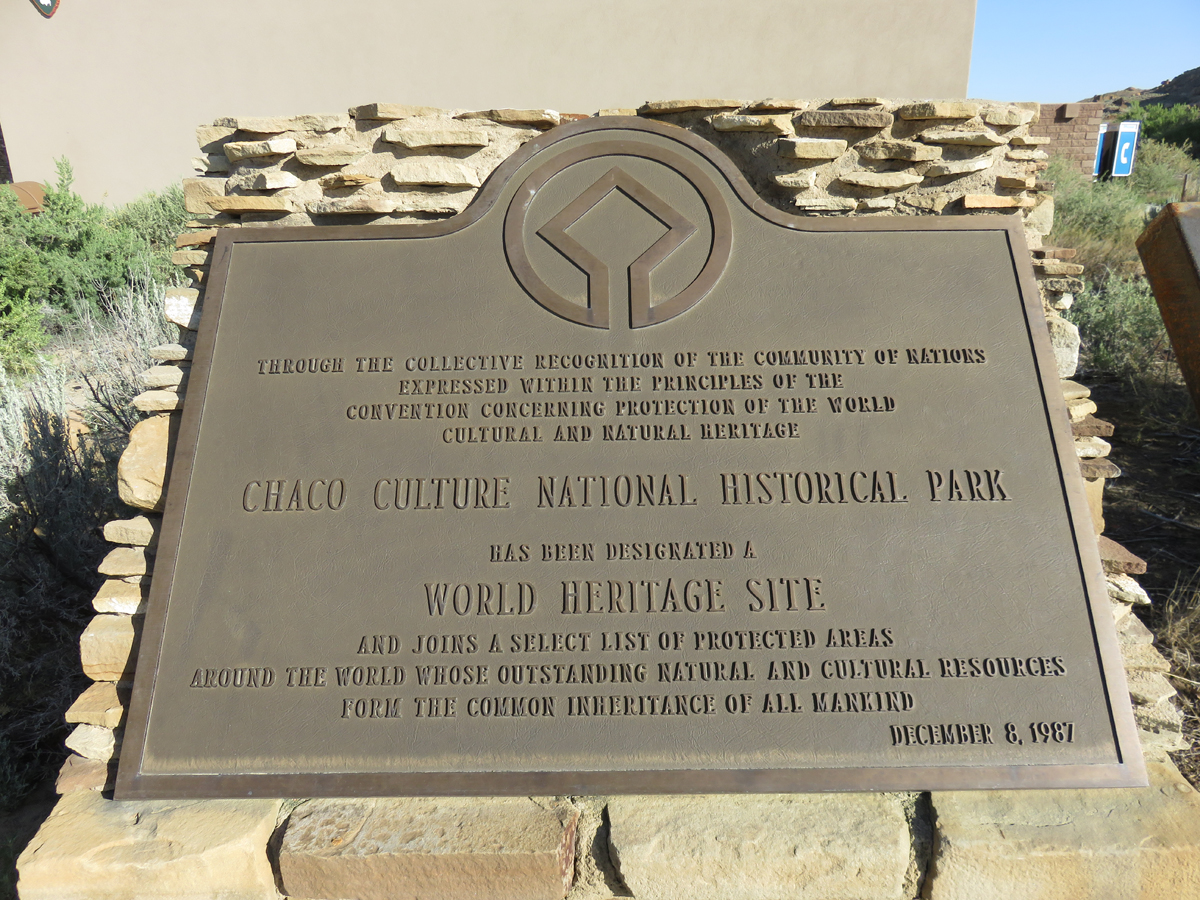 THROUGH THE COLLECTIVE RECOGNITION OF THE COMMUNITY OF NATIONS
EXPRESSED WITHIN THE PRINCIPLES OF THE
CONVENTION CONCERNING PROTECTION OF THE WORLD
CULTURAL AND NATURAL HERITAGE
CHACO CULTURE NATIONAL HISTORICAL PARK
HAS BEEN DESIGNATED A
WORLD HERITAGE SITE
AND JOINS A SELECT LIST OF PROTECTED AREAS
AROUND THE WORLD WHOSE OUTSTANDING NATURAL AND CULTURAL RESOURCES
FORM THE COMMON INHERITANCE OF ALL MANKIND
DECEMBER 8, 1987